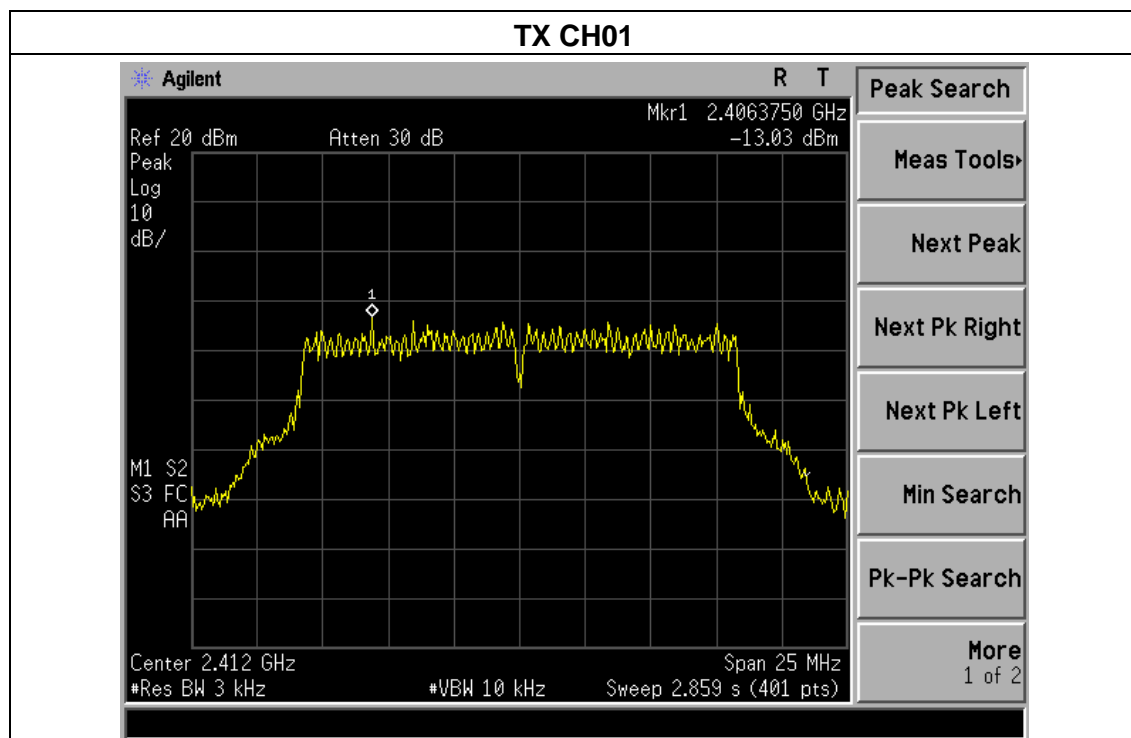 TX CH01
Agilent R T
Peak Search
Mkr1 2.4063750 GHz
Ref 20 dBm Atten 30 dB -13.03 dBm
Peak
Log
10
dB/
1
M1 S2
S3 FC
AA
Center 2.412 GHz Span 25 MHz
#Res BW 3 kHz #VBW 10 kHz Sweep 2.859 s (401 pts)
Meas Tools
Next Peak
Next Pk Right
Next Pk Left
Min Search
Pk-Pk Search
More
1 of 2